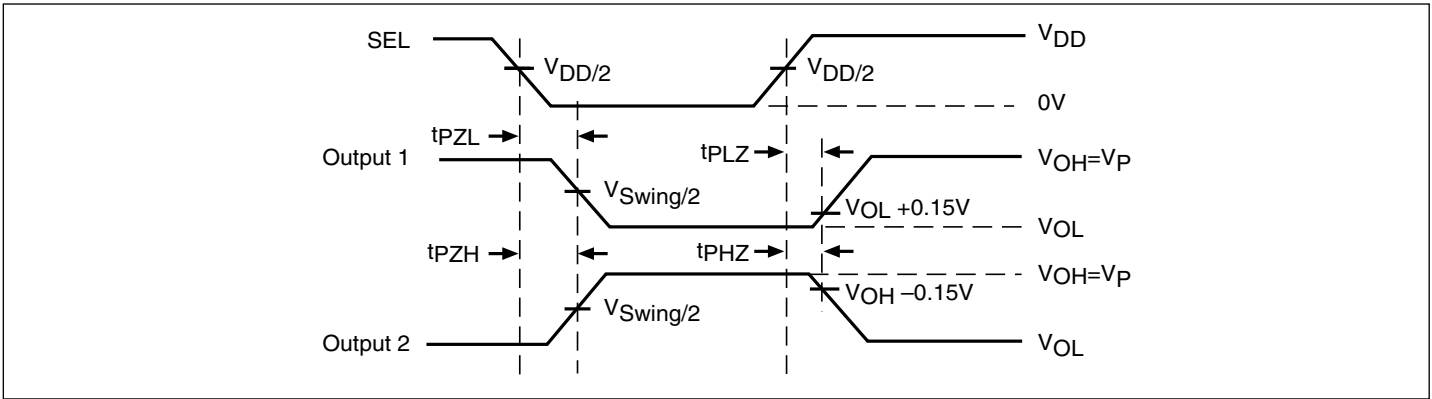 SEL
VDD/2
VDD/2
VDD
0V
tPZL
tPLZ
Output 1
VSwing/2
VOL +0.15V
VOH=VP
VOL
tPZH
tPHZ
VOH=VP
VOH –0.15V
VSwing/2
Output 2
VOL